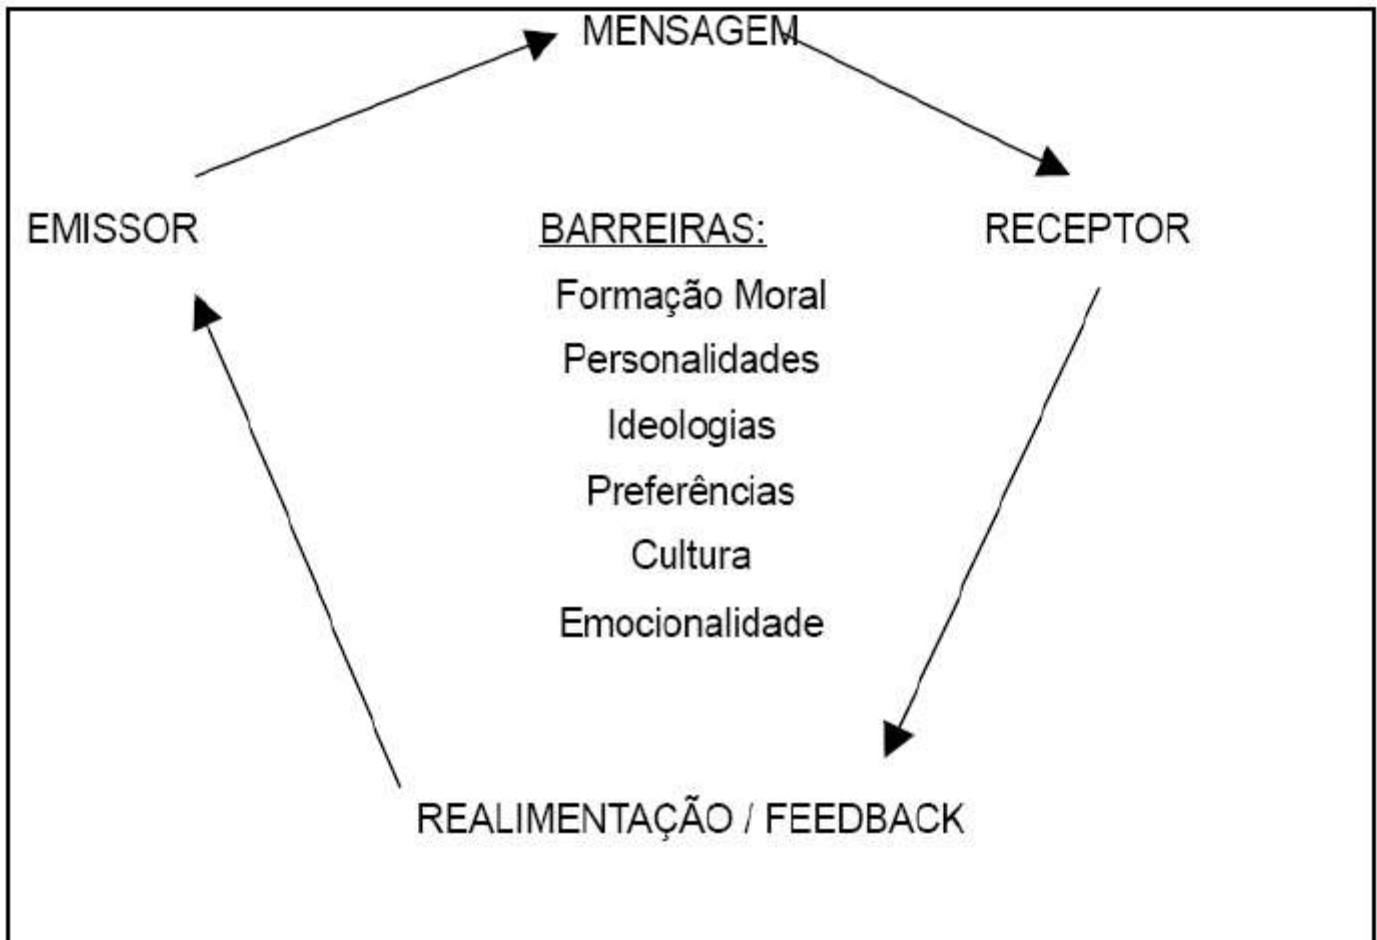 MENSAGEM
EMISSOR
BARREIRAS:
RECEPTOR
Formação Moral
Personalidades
Ideologias
Preferências
Cultura
Emocionalidade
REALIMENTAÇÃO / FEEDBACK